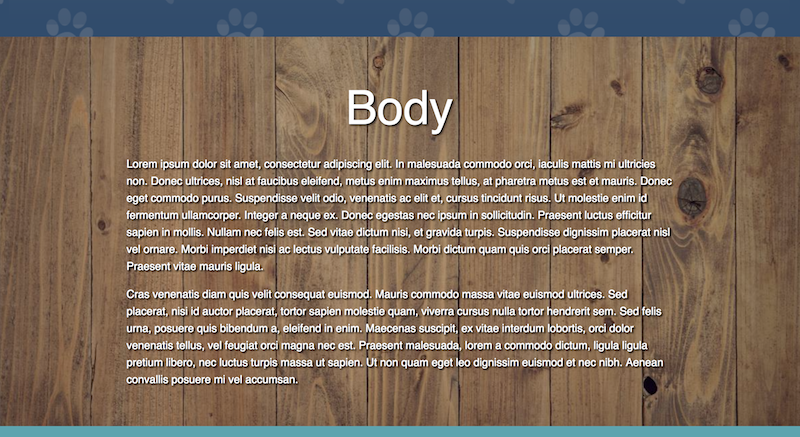 Body
Lorem ipsum dolor sit amet, consectetur adipiscing elit. In malesuada commodo orci, iaculis mattis mi ultricies
non. Donec ultrices, nisl at faucibus eleifend, metus enim maximus tellus, at pharetra metus est et mauris. Donec
eget commodo purus. Suspendisse velit odio, venenatis ac elit et, cursus tincidunt risus. Ut molestie enim id
fermentum ullamcorper. Integer a neque ex. Donec egestas nec ipsum in sollicitudin. Praesent luctus efficitur
sapien in mollis. Nullam nec felis est. Sed vitae dictum nisi, et gravida turpis. Suspendisse dignissim placerat nisl
vel ornare. Morbi imperdiet nisi ac lectus vulputate facilisis. Morbi dictum quam quis orci placerat semper.
Praesent vitae mauris ligula.
Cras venenatis diam quis velit consequat euismod. Mauris commodo massa vitae euismod ultrices. Sed
placerat, nisi id auctor placerat, tortor sapien molestie quam, viverra cursus nulla tortor hendrerit sem. Sed felis
urna, posuere quis bibendum a, eleifend in enim. Maecenas suscipit, ex vitae interdum lobortis, orci dolor
venenatis tellus, vel feugiat orci magna nec est. Praesent malesuada, lorem a commodo dictum, ligula ligula
pretium libero, nec luctus turpis massa ut sapien. Ut non quam eget leo dignissim euismod et nec nibh. Aenean
convallis posuere mi vel accumsan.